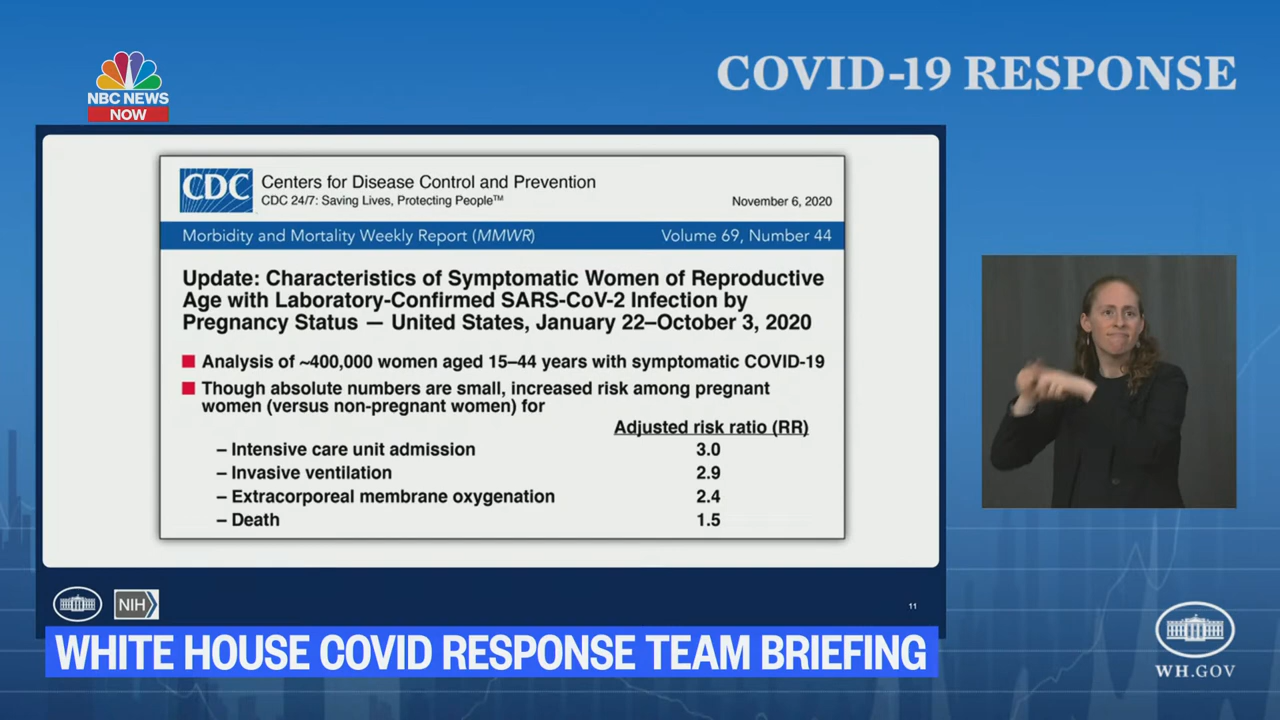 NBC NEWS
NOW
COVID-19 RESPONSE
CDC
Centers for Disease Control and Prevention
CDC 24/7: Saving Lives, Protecting People™
November 6, 2020
Morbidity and Mortality Weekly Report (MMWR)
Volume 69, Number 44
Update: Characteristics of Symptomatic Women of Reproductive
Age with Laboratory-Confirmed SARS-CoV-2 Infection by
Pregnancy Status — United States, January 22–October 3, 2020
Analysis of ~400,000 women aged 15–44 years with symptomatic COVID-19
Though absolute numbers are small, increased risk among pregnant
women (versus non-pregnant women) for
Adjusted risk ratio (RR)
– Intensive care unit admission 3.0
– Invasive ventilation 2.9
– Extracorporeal membrane oxygenation 2.4
– Death 1.5
NIH
11
WHITE HOUSE COVID RESPONSE TEAM BRIEFING
WH.GOV